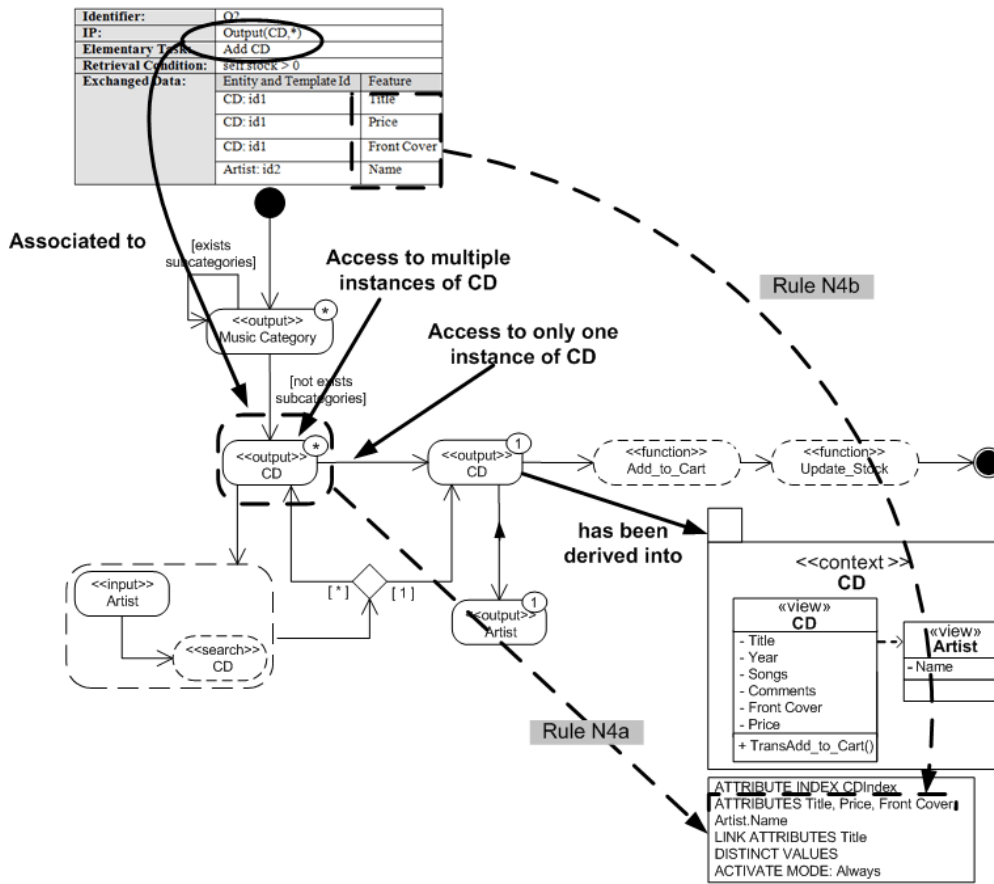 Identifier: O2
IP: Output(CD,*)
Elementary Task: Add CD
Retrieval Condition: self.stock > 0
Exchanged Data: Entity and Template Id Feature
CD: id1 Title
CD: id1 Price
CD: id1 Front Cover
Artist: id2 Name
Associated to
[exists
subcategories]
Access to multiple
instances of CD
Rule N4b
<<output>>
Music Category
*
Access to only one
instance of CD
[not exists
subcategories]
<<output>>
CD
*
<<output>>
CD
1
<<function>>
Add_to_Cart
<<function>>
Update_Stock
has been
derived into
<<input>>
Artist
<<search>>
CD
[ * ]
[ 1 ]
<<output>>
Artist
1
<<context >>
CD
«view»
CD
- Title
- Year
- Songs
- Comments
- Front Cover
- Price
+ TransAdd_to_Cart()
«view»
Artist
- Name
Rule N4a
ATTRIBUTE INDEX CDIndex
ATTRIBUTES Title, Price, Front Cover,
Artist.Name
LINK ATTRIBUTES Title
DISTINCT VALUES
ACTIVATE MODE: Always